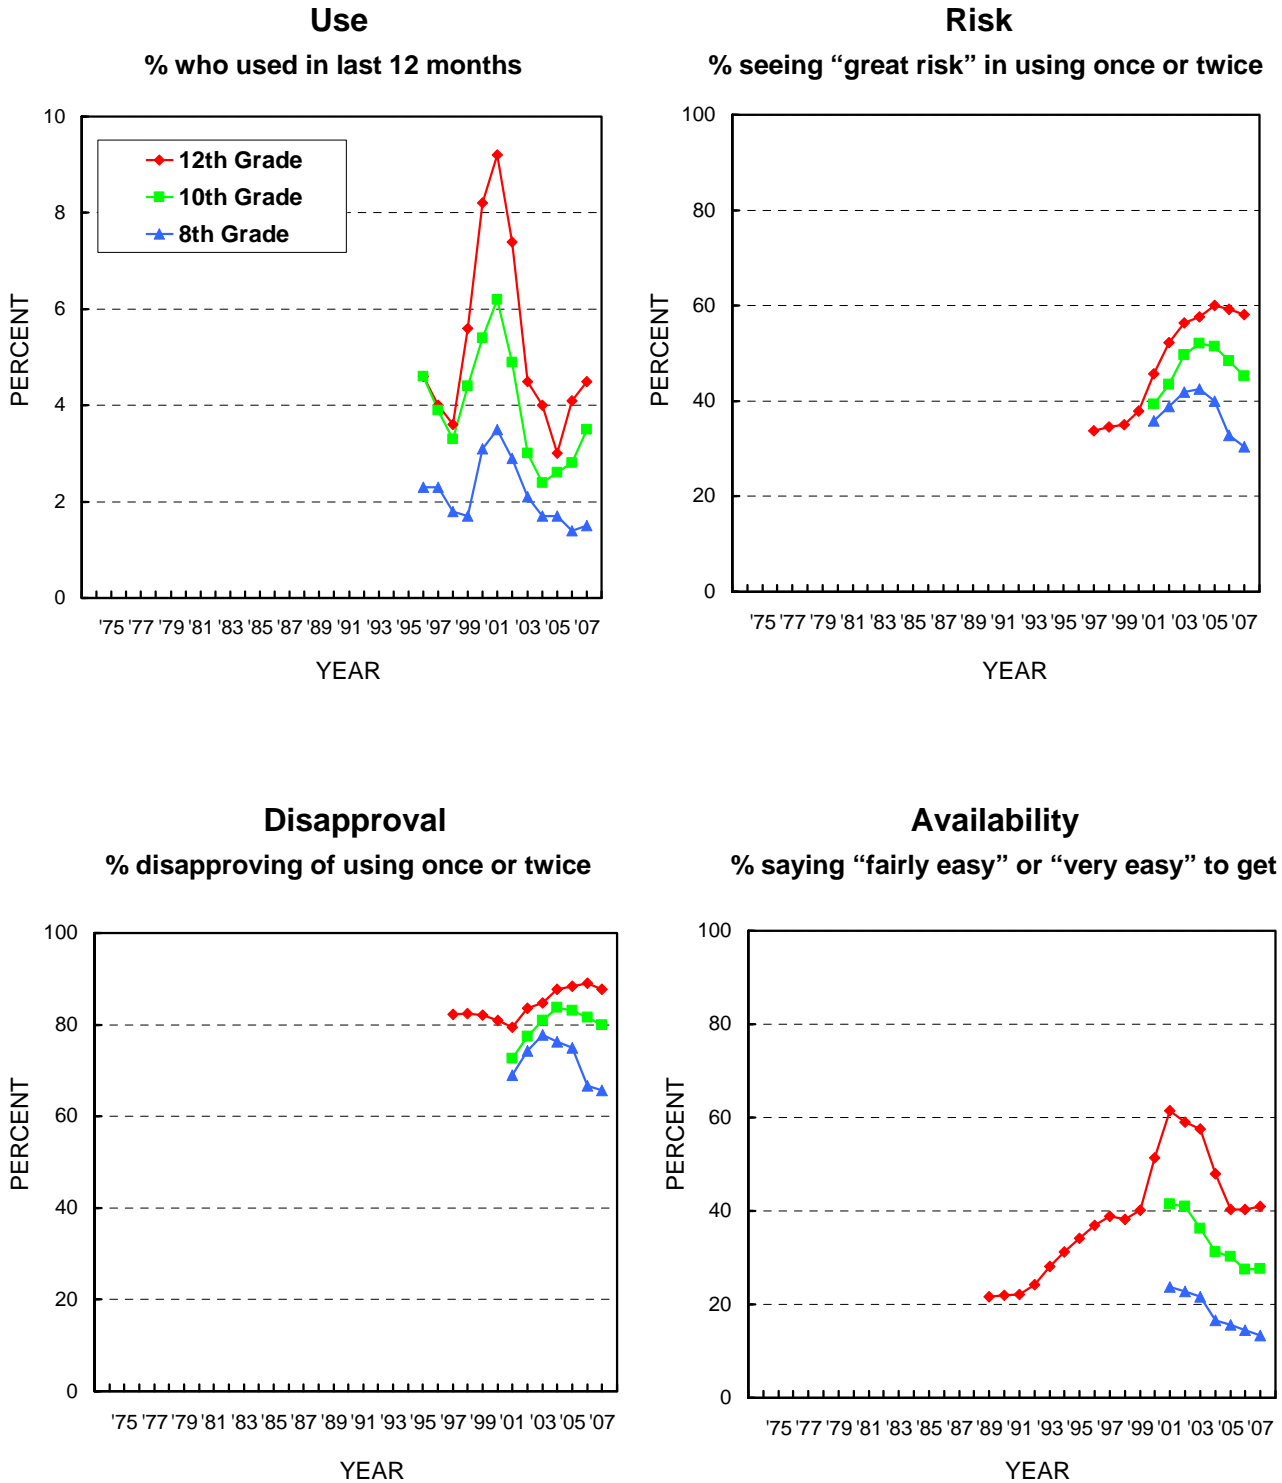 Use
% who used in last 12 months
PERCENT
10
8
6
4
2
0
12th Grade
10th Grade
8th Grade
'75 '77 '79 '81 '83 '85 '87 '89 '91 '93 '95 '97 '99 '01 '03 '05 '07
YEAR
Risk
% seeing “great risk” in using once or twice
PERCENT
100
80
60
40
20
0
'75 '77 '79 '81 '83 '85 '87 '89 '91 '93 '95 '97 '99 '01 '03 '05 '07
YEAR
Disapproval
% disapproving of using once or twice
PERCENT
100
80
60
40
20
0
'75 '77 '79 '81 '83 '85 '87 '89 '91 '93 '95 '97 '99 '01 '03 '05 '07
YEAR
Availability
% saying “fairly easy” or “very easy” to get
PERCENT
100
80
60
40
20
0
'75 '77 '79 '81 '83 '85 '87 '89 '91 '93 '95 '97 '99 '01 '03 '05 '07
YEAR